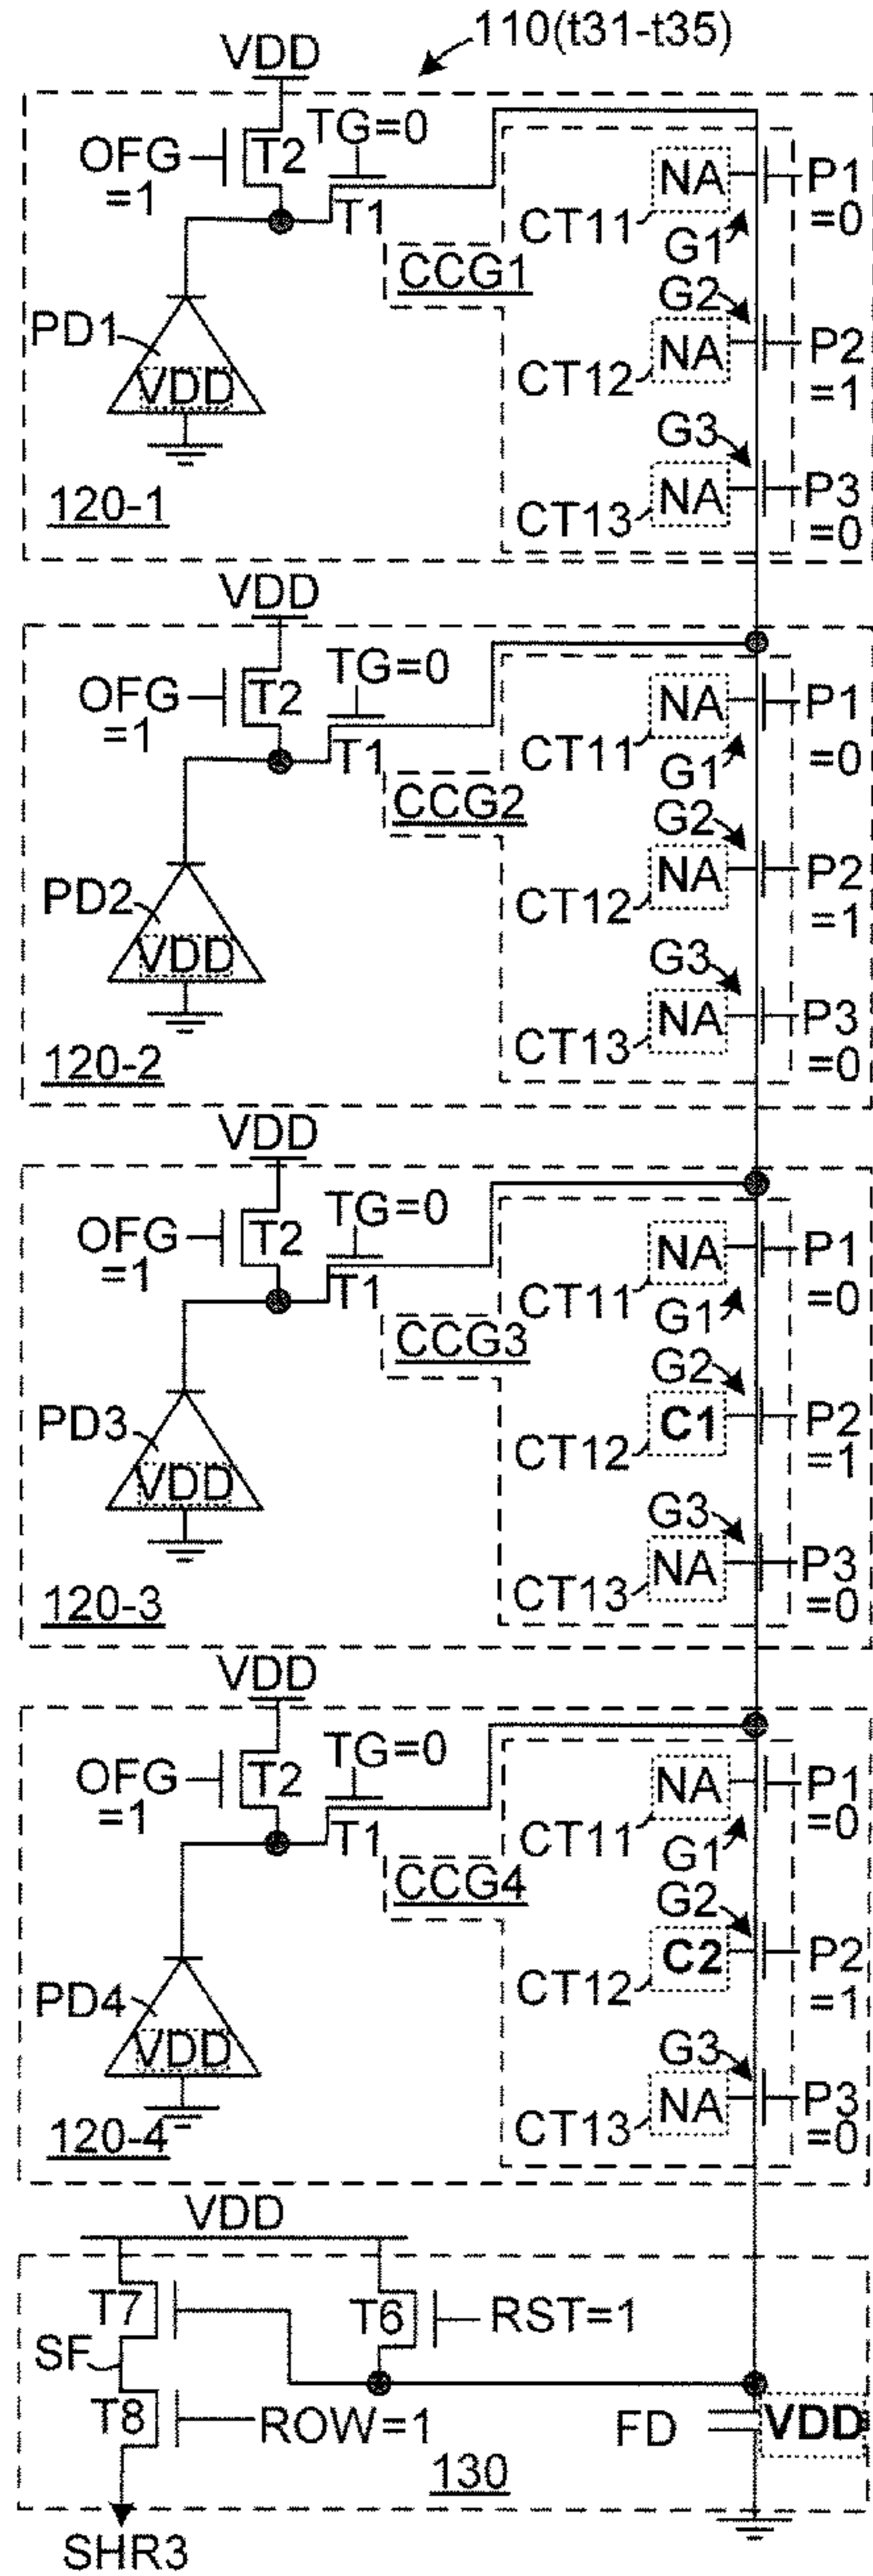 110(t31-t35)
VDD
OFG
=1
T2
TG=0
T1
CCG1
PD1
VDD
120-1
NA
CT11
G1
P1
=0
G2
NA
CT12
P2
=1
G3
NA
CT13
P3
=0
VDD
OFG
=1
T2
TG=0
T1
CCG2
PD2
VDD
120-2
NA
CT11
G1
P1
=0
G2
NA
CT12
P2
=1
G3
NA
CT13
P3
=0
VDD
OFG
=1
T2
TG=0
T1
CCG3
PD3
VDD
120-3
NA
CT11
G1
P1
=0
G2
C1
CT12
P2
=1
G3
NA
CT13
P3
=0
VDD
OFG
=1
T2
TG=0
T1
CCG4
PD4
VDD
120-4
NA
CT11
G1
P1
=0
G2
C2
CT12
P2
=1
G3
NA
CT13
P3
=0
VDD
T7
T6
RST=1
SF
T8
ROW=1
FD
VDD
130
SHR3